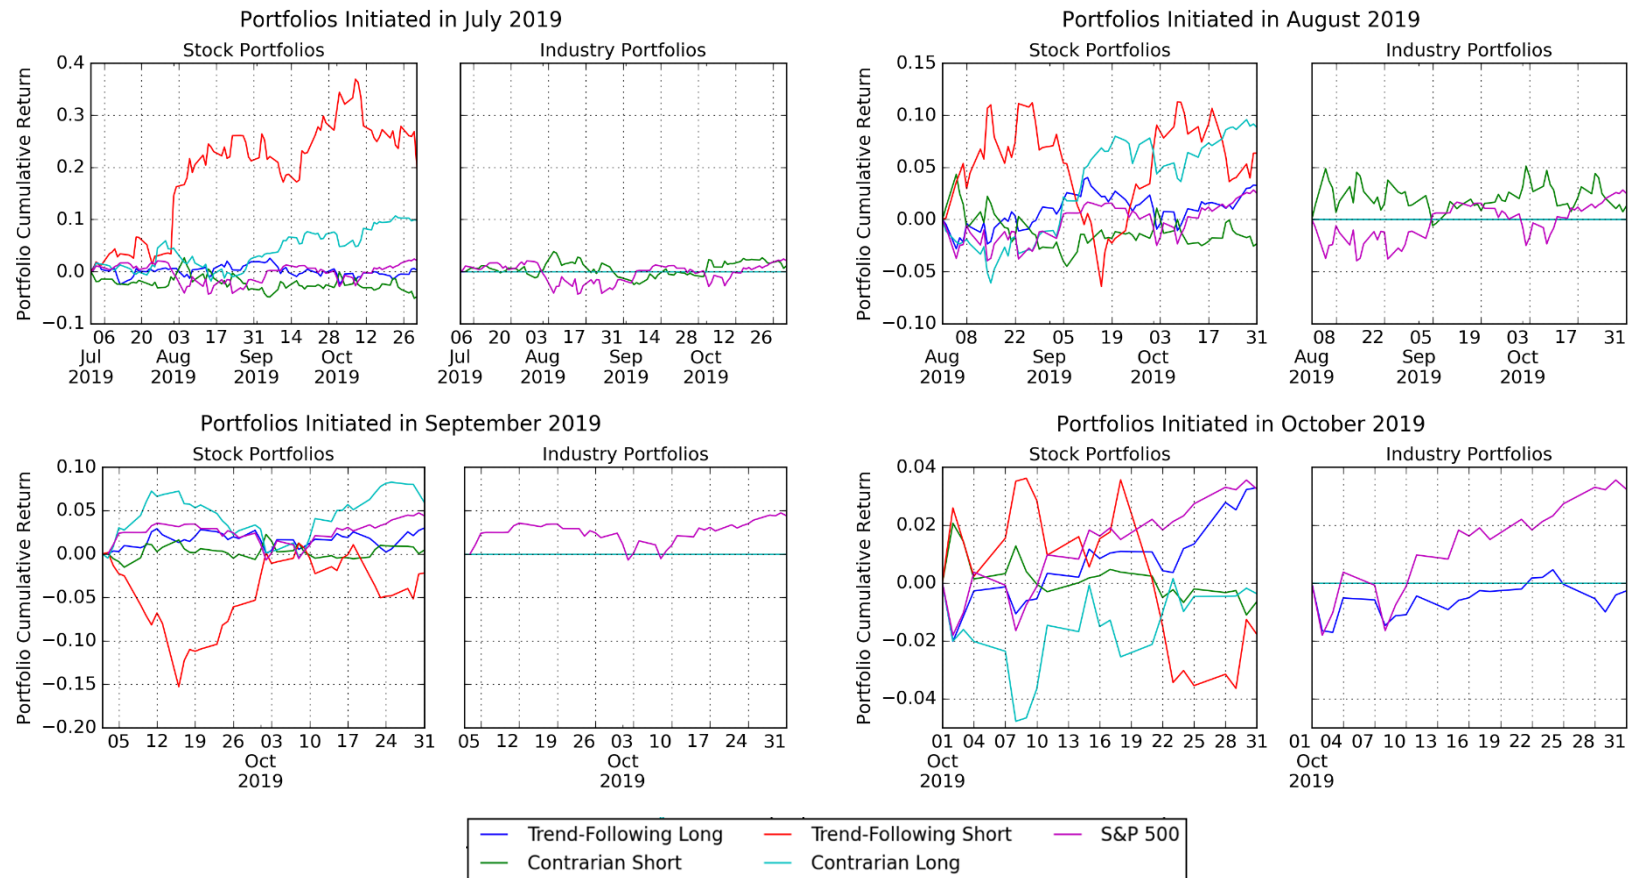 Portfolios Initiated in July 2019
Stock Portfolios
Industry Portfolios
Portfolio Cumulative Return
0.4
0.3
0.2
0.1
0.0
−0.1
06 20 03 17 31 14 28 12 26
Jul Aug Sep Oct
2019 2019 2019 2019
06 20 03 17 31 14 28 12 26
Jul Aug Sep Oct
2019 2019 2019 2019
Portfolios Initiated in August 2019
Stock Portfolios
Industry Portfolios
Portfolio Cumulative Return
0.15
0.10
0.05
0.00
−0.05
−0.10
08 22 05 19 03 17 31
Aug Sep Oct
2019 2019 2019
08 22 05 19 03 17 31
Aug Sep Oct
2019 2019 2019
Portfolios Initiated in September 2019
Stock Portfolios
Industry Portfolios
Portfolio Cumulative Return
0.10
0.05
0.00
−0.05
−0.10
−0.15
−0.20
05 12 19 26 03 10 17 24 31
Oct
2019
05 12 19 26 03 10 17 24 31
Oct
2019
Portfolios Initiated in October 2019
Stock Portfolios
Industry Portfolios
Portfolio Cumulative Return
0.04
0.02
0.00
−0.02
−0.04
01 04 07 10 13 16 19 22 25 28 31
Oct
2019
01 04 07 10 13 16 19 22 25 28 31
Oct
2019
Trend-Following Long
Trend-Following Short
S&P 500
Contrarian Short
Contrarian Long